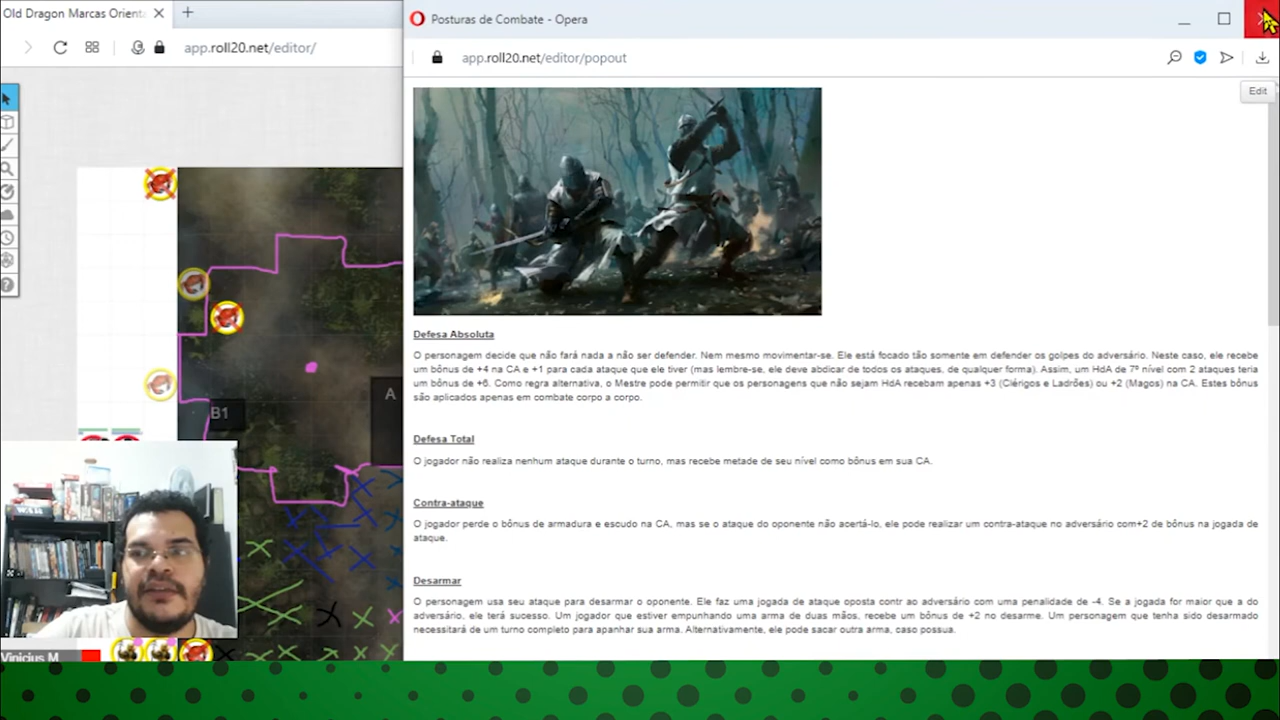 Old Dragon Marcas Orienta
Posturas de Combate - Opera
app.roll20.net/editor/
app.roll20.net/editor/popout
Edit
Defesa Absoluta
O personagem decide que não fará nada a não ser defender. Nem mesmo movimentar-se. Ele está focado tão somente em defender os golpes do adversário. Neste caso, ele recebe
um bônus de +4 na CA e +1 para cada ataque que ele tiver (mas lembre-se, ele deve abdicar de todos os ataques, de qualquer forma). Assim, um HdA de 7º nível com 2 ataques teria
um bônus de +6. Como regra alternativa, o Mestre pode permitir que os personagens que não sejam HdA recebam apenas +3 (Clérigos e Ladrões) ou +2 (Magos) na CA. Estes bônus
são aplicados apenas em combate corpo a corpo.
Defesa Total
O jogador não realiza nenhum ataque durante o turno, mas recebe metade de seu nível como bônus em sua CA.
Contra-ataque
O jogador perde o bônus de armadura e escudo na CA, mas se o ataque do oponente não acertá-lo, ele pode realizar um contra-ataque no adversário com+2 de bônus na jogada de
ataque.
Desarmar
O personagem usa seu ataque para desarmar o oponente. Ele faz uma jogada de ataque oposta contr ao adversário com uma penalidade de -4. Se a jogada for maior que a do
adversário, ele terá sucesso. Um jogador que estiver empunhando uma arma de duas mãos, recebe um bônus de +2 no desarme. Um personagem que tenha sido desarmado
necessitará de um turno completo para apanhar sua arma. Alternativamente, ele pode sacar outra arma, caso possua.
A
B1
Vinicius M